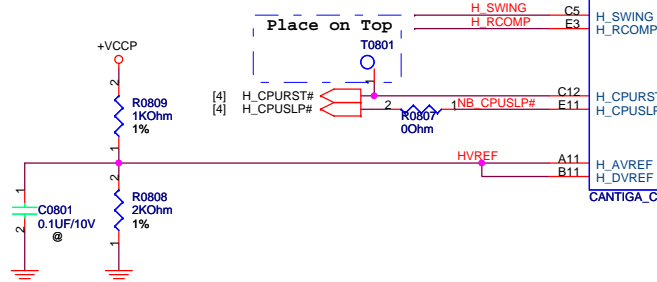 H_SWING C5 H_SWING
H_RCOMP E3 H_RCOMP
Place on Top
T0801
1
+VCCP
2
R0809
1KOhm
1%
1
[4] H_CPURST# C12 H_CPURST
[4] H_CPUSLP# 2 1 NB_CPUSLP# E11 H_CPUSLP
R0807
0Ohm
HVREF A11 H_AVREF
B11 H_DVREF
CANTIGA_C
1
C0801
0.1UF/10V
@
2
2
R0808
2KOhm
1%
1